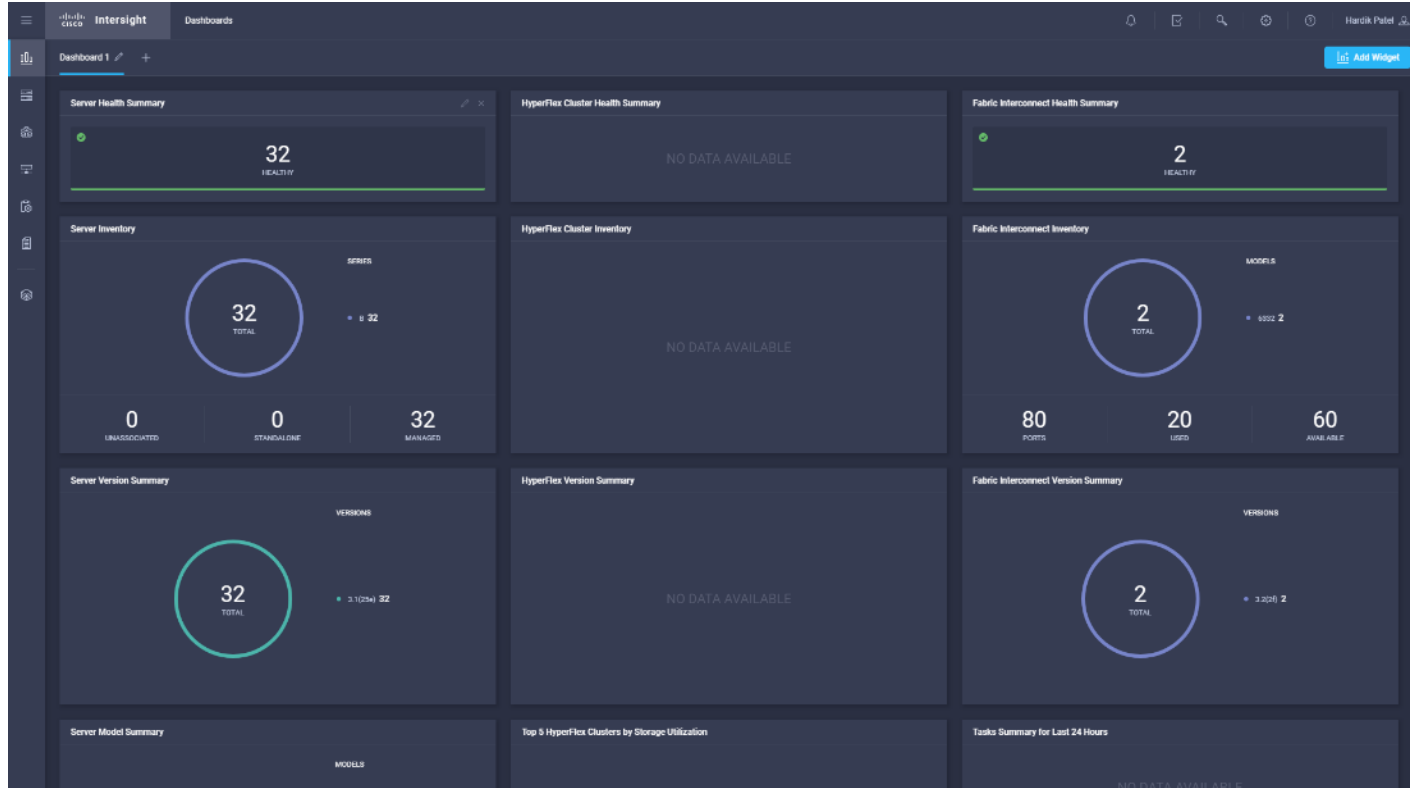 cisco Intersight Dashboards Hardik Patel
Dashboard 1 + Add Widget
Server Health Summary
32
HEALTHY
HyperFlex Cluster Health Summary
NO DATA AVAILABLE
Fabric Interconnect Health Summary
2
HEALTHY
Server Inventory
SERIES
32
TOTAL
B 32
0
UNASSOCIATED
0
STANDALONE
32
MANAGED
HyperFlex Cluster Inventory
NO DATA AVAILABLE
Fabric Interconnect Inventory
MODELS
2
TOTAL
6332 2
80
PORTS
20
USED
60
AVAILABLE
Server Version Summary
VERSIONS
32
TOTAL
3.1(25e) 32
HyperFlex Version Summary
NO DATA AVAILABLE
Fabric Interconnect Version Summary
VERSIONS
2
TOTAL
3.2(2f) 2
Server Model Summary
MODELS
Top 5 HyperFlex Clusters by Storage Utilization
Tasks Summary for Last 24 Hours
NO DATA AVAILABLE